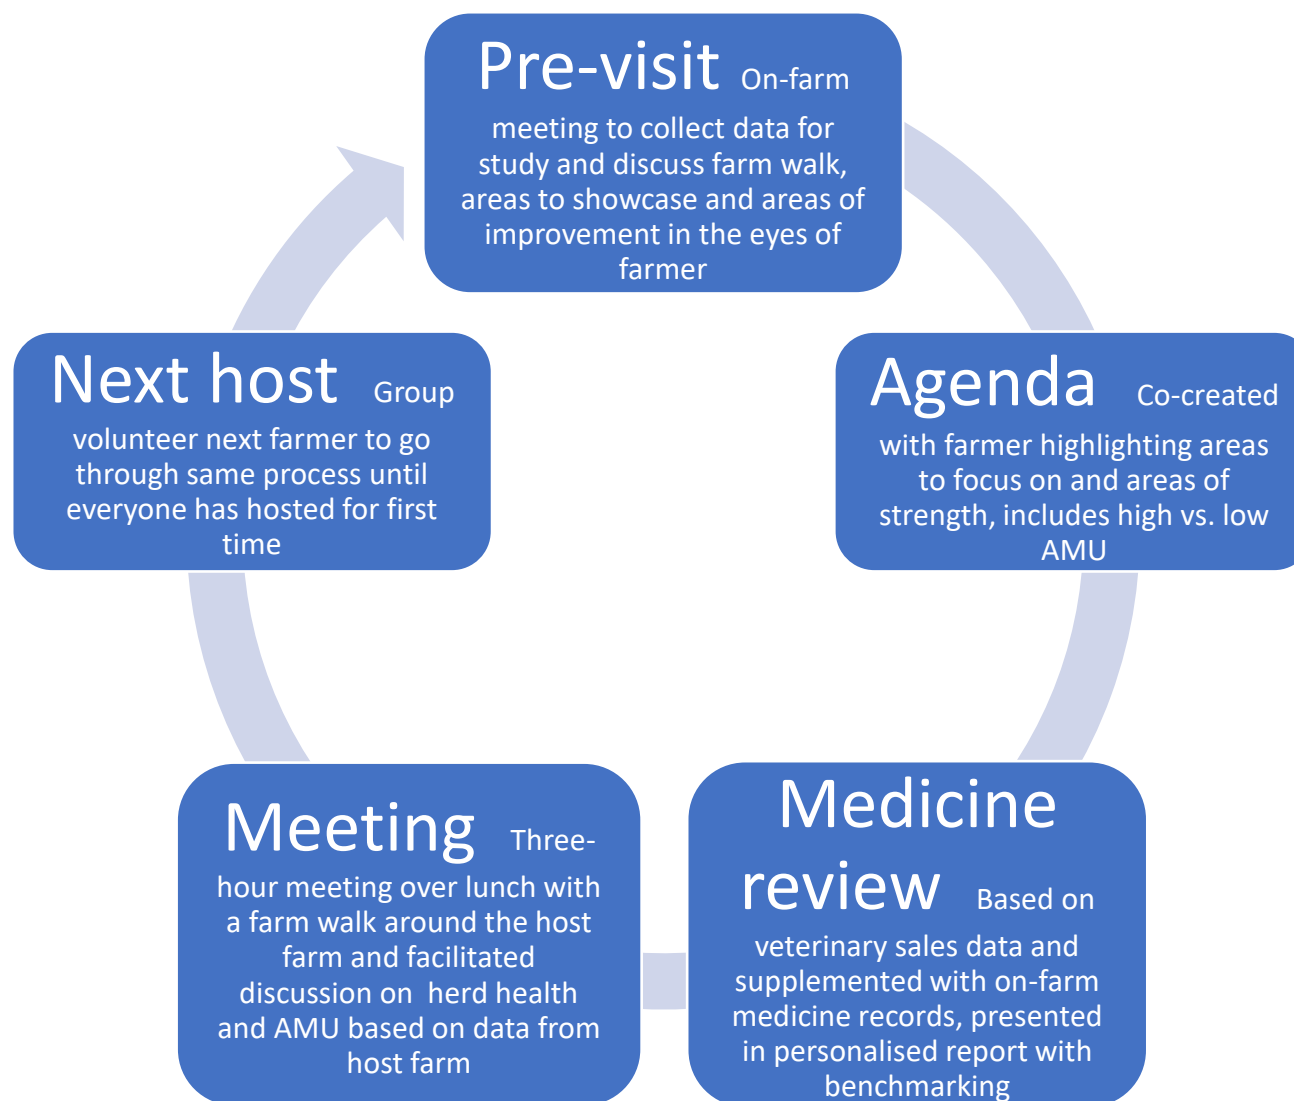 Pre-visit On-farm
meeting to collect data for
study and discuss farm walk,
areas to showcase and areas of
improvement in the eyes of
farmer
Agenda Co-created
with farmer highlighting areas
to focus on and areas of
strength, includes high vs. low
AMU
Medicine
review Based on
veterinary sales data and
supplemented with on-farm
medicine records, presented
in personalised report with
benchmarking
Meeting Three-
hour meeting over lunch with
a farm walk around the host
farm and facilitated
discussion on herd health
and AMU based on data from
host farm
Next host Group
volunteer next farmer to go
through same process until
everyone has hosted for first
time